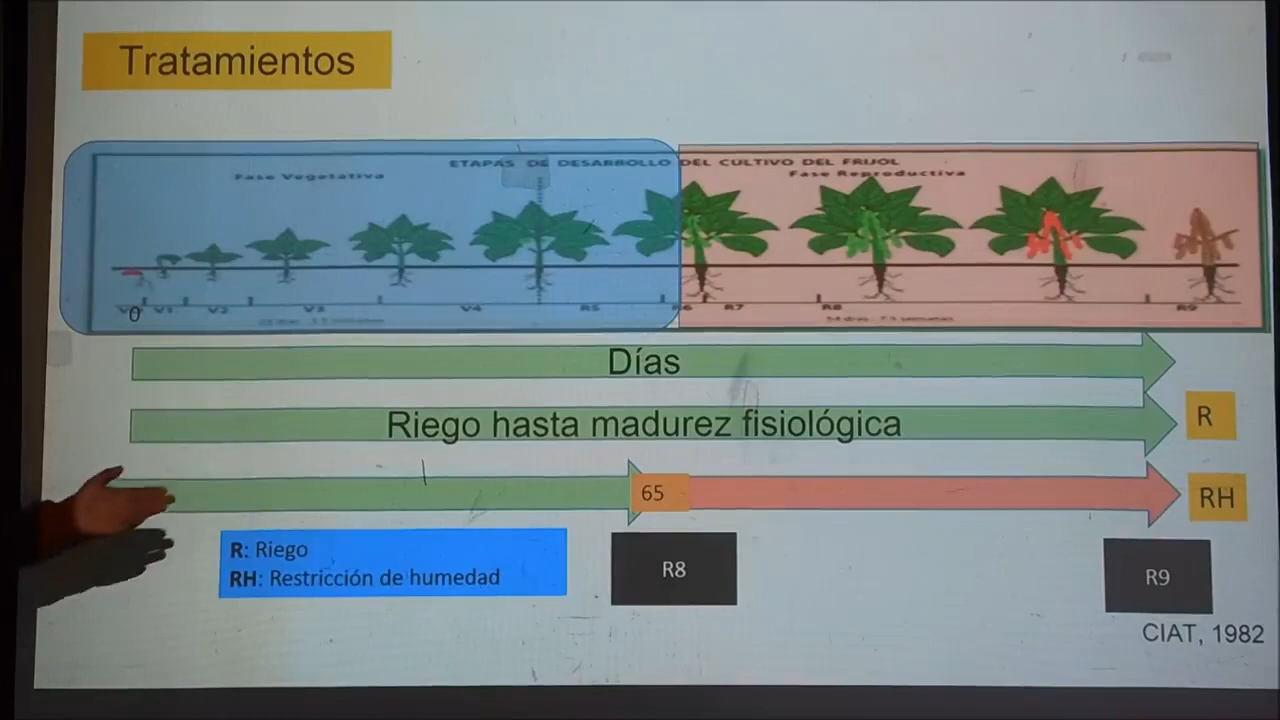 Tratamientos
ETAPAS DE DESARROLLO DEL CULTIVO DEL FRIJOL
Fase Vegetativa
Fase Reproductiva
0 V1 V2 V3 V4 R5 R6 R7 R8 R9
Días
Riego hasta madurez fisiológica
R
65
RH
R: Riego
RH: Restricción de humedad
R8
R9
CIAT, 1982